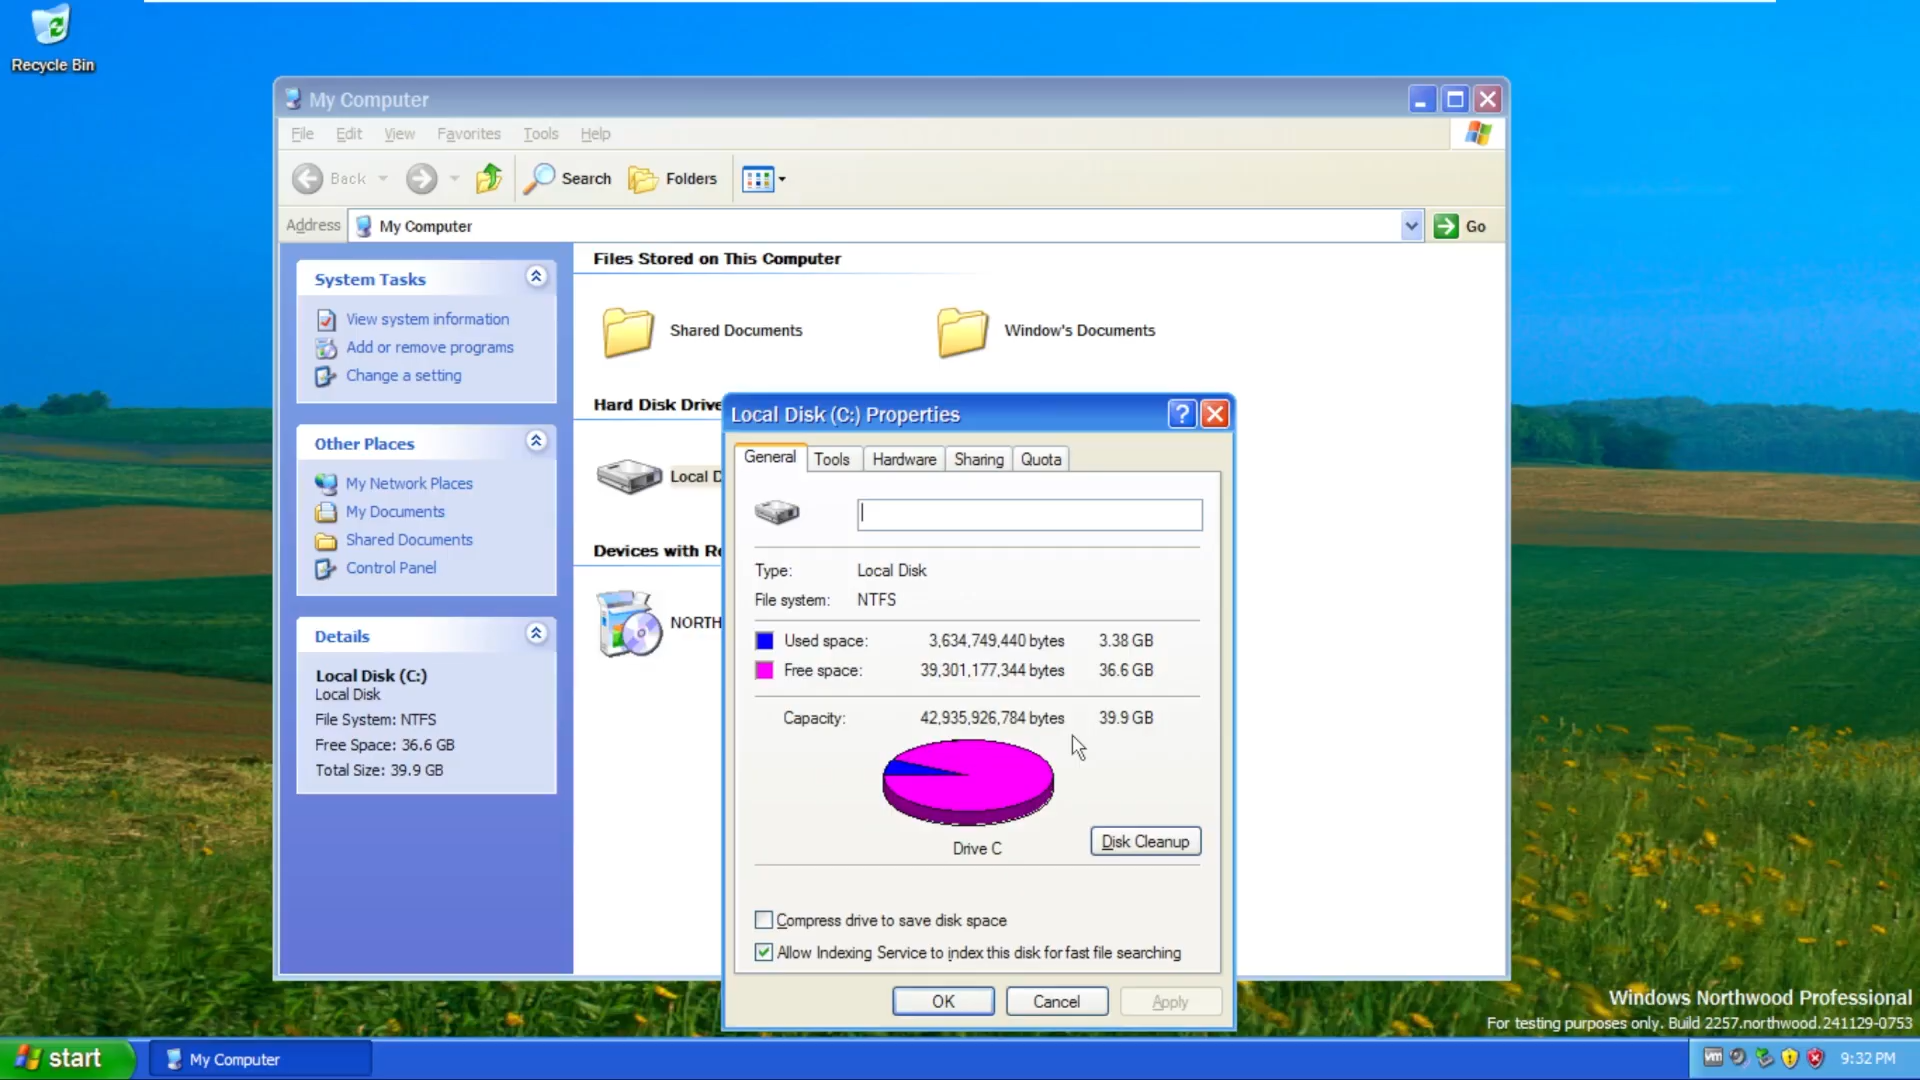 Recycle Bin
My Computer
File Edit View Favorites Tools Help
Back Search Folders
Address My Computer Go
System Tasks
View system information
Add or remove programs
Change a setting
Other Places
My Network Places
My Documents
Shared Documents
Control Panel
Details
Local Disk (C:)
Local Disk
File System: NTFS
Free Space: 36.6 GB
Total Size: 39.9 GB
Files Stored on This Computer
Shared Documents Window's Documents
Hard Disk Drive
Local D
Devices with Re
NORTH
Local Disk (C:) Properties ?
General Tools Hardware Sharing Quota
Type: Local Disk
File system: NTFS
Used space: 3,634,749,440 bytes 3.38 GB
Free space: 39,301,177,344 bytes 36.6 GB
Capacity: 42,935,926,784 bytes 39.9 GB
Drive C
Disk Cleanup
Compress drive to save disk space
Allow Indexing Service to index this disk for fast file searching
OK Cancel Apply
Windows Northwood Professional
For testing purposes only. Build 2257.northwood.241129-0753
start My Computer vm 9:32 PM